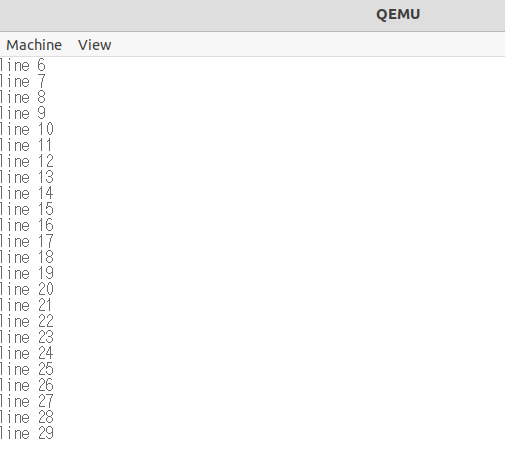 QEMU
Machine View
line 6
line 7
line 8
line 9
line 10
line 11
line 12
line 13
line 14
line 15
line 16
line 17
line 18
line 19
line 20
line 21
line 22
line 23
line 24
line 25
line 26
line 27
line 28
line 29